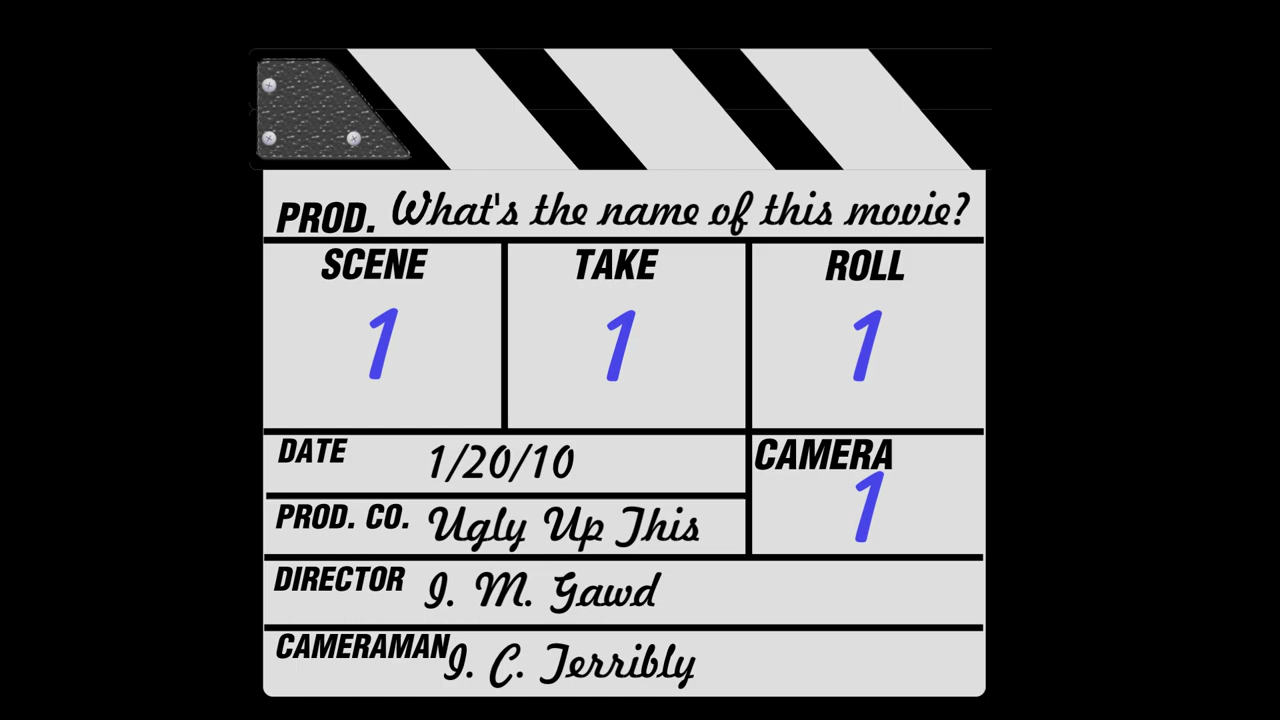 PROD. What's the name of this movie?
SCENE TAKE ROLL
1 1 1
DATE 1/20/10
CAMERA
1
PROD. CO. Ugly Up This
DIRECTOR I. M. Gawd
CAMERAMAN I. C. Terribly